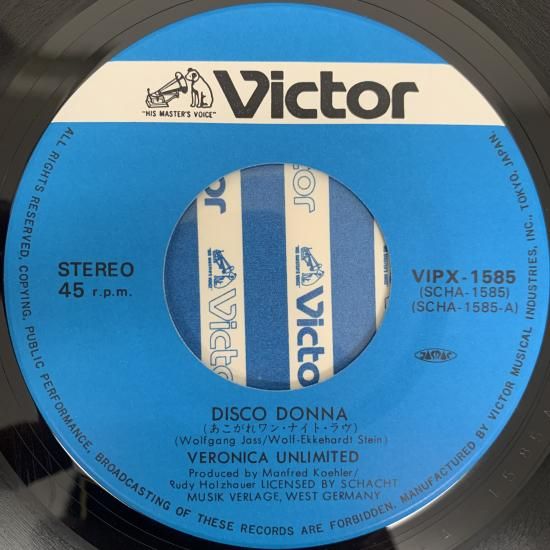 Victor
"HIS MASTER'S VOICE"
STEREO
45 r.p.m.
VIPX-1585
(SCHA-1585)
(SCHA-1585-A)
JASRAC
DISCO DONNA
(あこがれワン・ナイト・ラヴ)
(Wolfgang Jass/Wolf-Ekkehardt Stein)
VERONICA UNLIMITED
Produced by Manfred Koehler/
Rudy Holzhauer LICENSED BY SCHACHT
MUSIK VERLAGE, WEST GERMANY
ALL RIGHTS RESERVED, COPYING, PUBLIC PERFORMANCE, BROADCASTING OF THESE RECORDS ARE FORBIDDEN. MANUFACTURED BY VICTOR MUSICAL INDUSTRIES, INC., TOKYO, JAPAN.
Victor
Victor